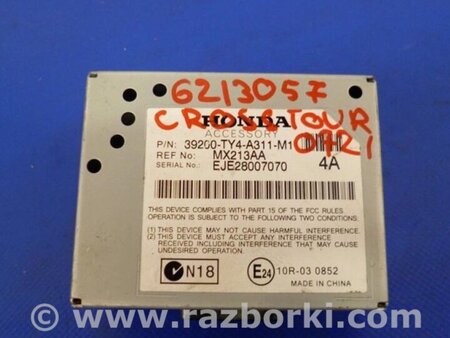 6213057
CROSSTOUR
HONDA
ACCESSORY
P/N: 39200-TY4-A311-M1
REF No: MX213AA
4A
SERIAL No: EJE28007070
THIS DEVICE COMPLIES WITH PART 15 OF THE FCC RULES
OPERATION IS SUBJECT TO THE FOLLOWING TWO CONDITIONS:
(1) THIS DEVICE MAY NOT CAUSE HARMFUL INTERFERENCE.
(2) THIS DEVICE MUST ACCEPT ANY INTERFERENCE
RECEIVED INCLUDING INTERFERENCE THAT MAY
CAUSE UNDESIRED OPERATION.
N18
E24
10R-03 0852
MADE IN CHINA
www.razborki.com